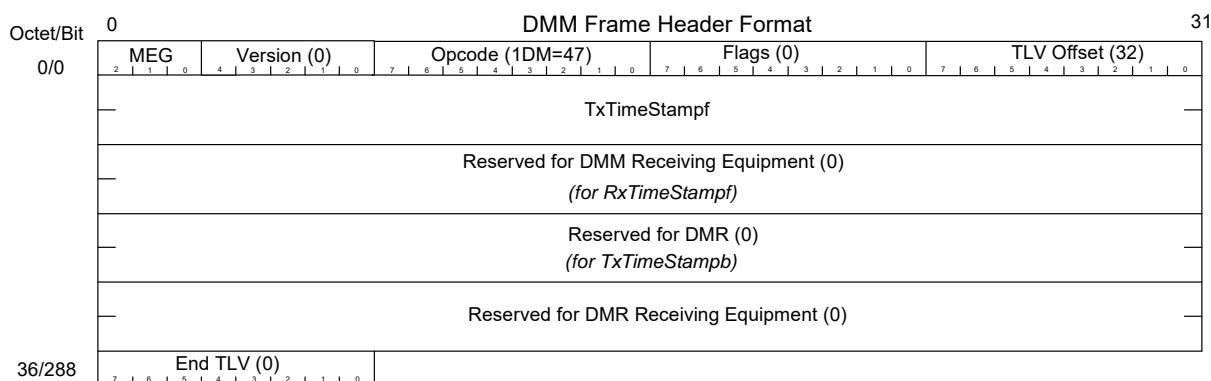 DMM Frame Header Format
Octet/Bit 0 31
MEG Version (0) Opcode (1DM=47) Flags (0) TLV Offset (32)
0/0 2 1 0 4 3 2 1 0 7 6 5 4 3 2 1 0 7 6 5 4 3 2 1 0 7 6 5 4 3 2 1 0
TxTimeStampf
Reserved for DMM Receiving Equipment (0)
(for RxTimeStampf)
Reserved for DMR (0)
(for TxTimeStampb)
Reserved for DMR Receiving Equipment (0)
End TLV (0)
36/288 7 6 5 4 3 2 1 0